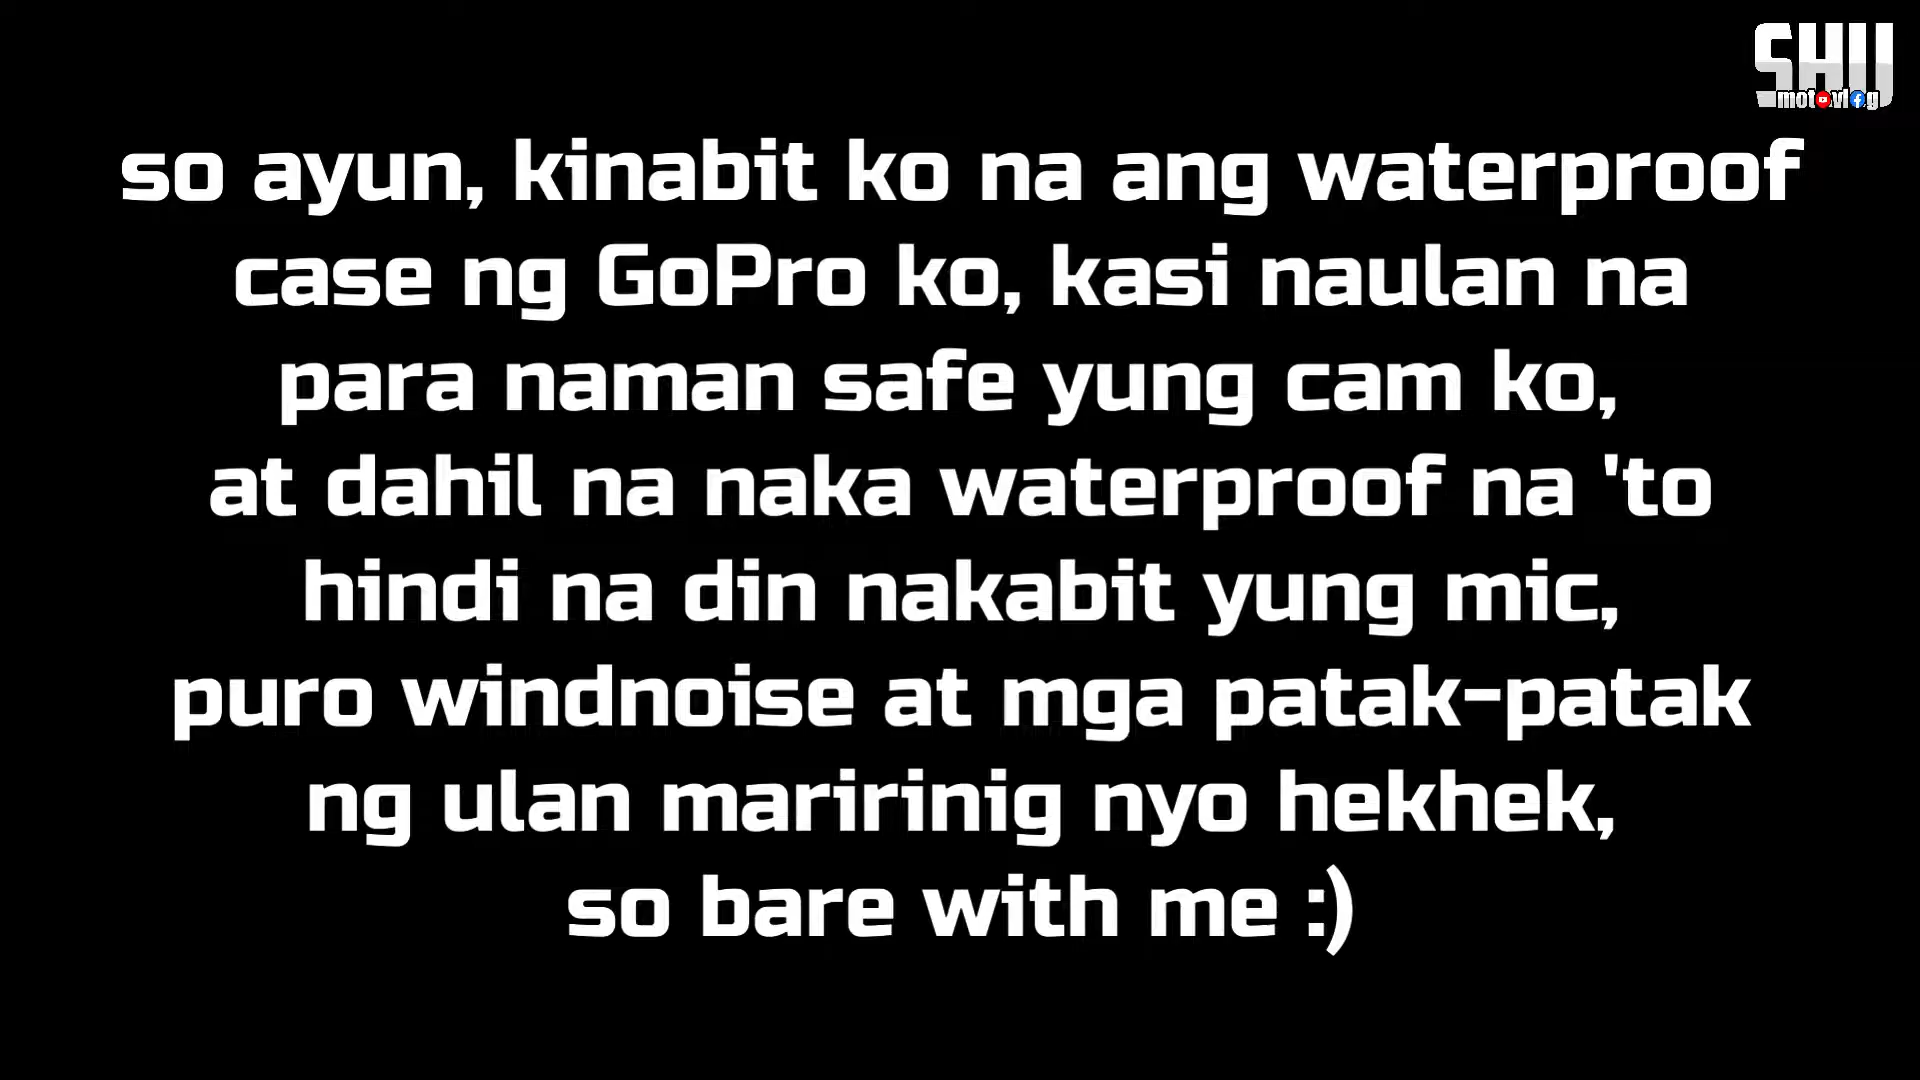 SHU
motovlog
so ayun, kinabit ko na ang waterproof
case ng GoPro ko, kasi naulan na
para naman safe yung cam ko,
at dahil na naka waterproof na 'to
hindi na din nakabit yung mic,
puro windnoise at mga patak-patak
ng ulan maririnig nyo hekhek,
so bare with me :)